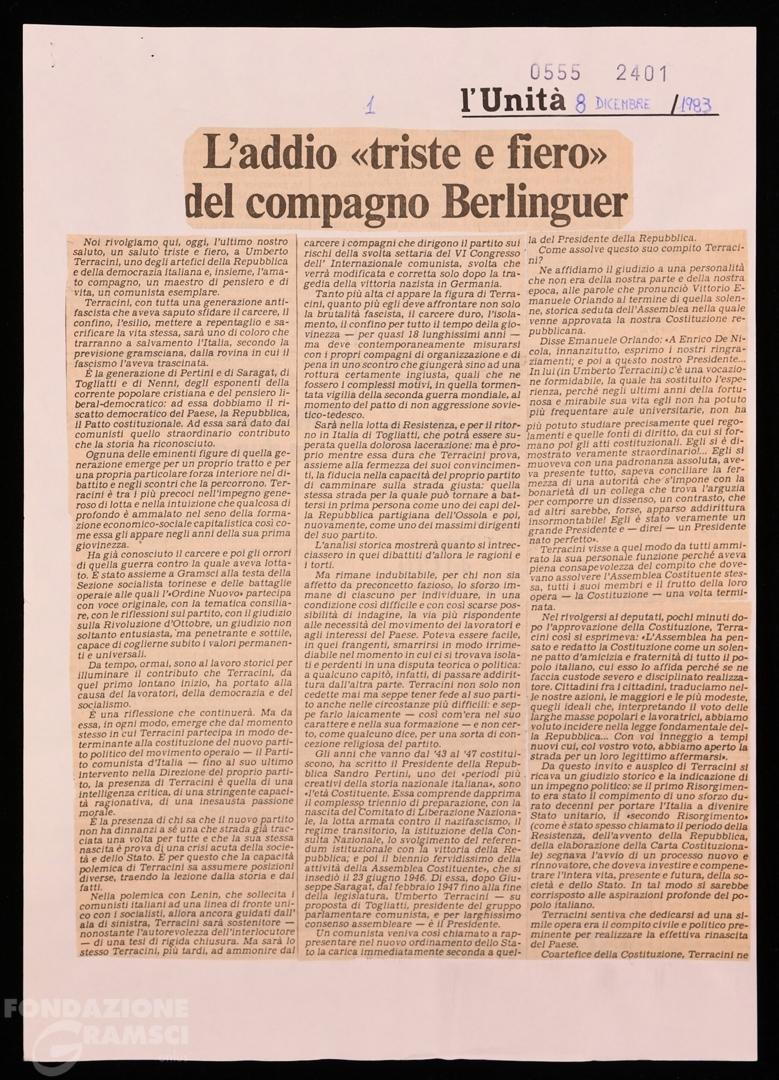 0555 2401
1
l'Unità 8 DICEMBRE / 1983
L'addio «triste e fiero»
del compagno Berlinguer
Noi rivolgiamo qui, oggi, l'ultimo nostro
saluto, un saluto triste e fiero, a Umberto
Terracini, uno degli artefici della Repubblica
e della democrazia italiana e, insieme, l'ama-
to compagno, un maestro di pensiero e di
vita, un comunista esemplare.
Terracini, con tutta una generazione anti-
fascista che aveva saputo sfidare il carcere, il
confino, l'esilio, mettere a repentaglio e sa-
crificare la vita stessa, sarà uno di coloro che
trarranno a salvamento l'Italia, secondo la
previsione gramsciana, dalla rovina in cui il
fascismo l'aveva trascinata.
È la generazione di Pertini e di Saragat, di
Togliatti e di Nenni, degli esponenti della
corrente popolare cristiana e del pensiero li-
beral-democratico: ad essa dobbiamo il ri-
scatto democratico del Paese, la Repubblica,
il Patto costituzionale. Ad essa sarà dato dai
comunisti quello straordinario contributo
che la storia ha riconosciuto.
Ognuna delle eminenti figure di quella ge-
nerazione emerge per un proprio tratto e per
una propria particolare forza interiore nel di-
battito e negli scontri che la percorrono. Ter-
racini è tra i più precoci nell'impegno gene-
roso di lotta e nella intuizione che qualcosa di
profondo è ammalato nel seno della forma-
zione economico-sociale capitalistica così co-
me essa gli appare negli anni della sua prima
giovinezza.
Ha già conosciuto il carcere e poi gli orrori
di quella guerra contro la quale aveva lotta-
to. È stato assieme a Gramsci alla testa della
Sezione socialista torinese e delle battaglie
operaie alle quali l'«Ordine Nuovo» partecipa
con voce originale, con la tematica consilia-
re, con le riflessioni sul partito, con il giudizio
sulla Rivoluzione d'Ottobre, un giudizio non
soltanto entusiasta, ma penetrante e sottile,
capace di coglierne subito i valori permanenti
e universali.
Da tempo, ormai, sono al lavoro storici per
illuminare il contributo che Terracini, da
quel primo lontano inizio, ha portato alla
causa dei lavoratori, della democrazia e del
socialismo.
È una riflessione che continuerà. Ma da
essa, in ogni modo, emerge che dal momento
stesso in cui Terracini partecipa in modo de-
terminante alla costituzione del nuovo partito
politico del movimento operaio — il Parti-
to comunista d'Italia — fino al suo ultimo
intervento nella Direzione del proprio parti-
to, la presenza di Terracini è quella di una
intelligenza critica, di una stringente capaci-
tà ragionativa, di una inesausta passione
morale.
È la presenza di chi sa che il nuovo partito
non ha dinnanzi a sé una strada già trac-
ciata una volta per tutte e che la sua stessa
nascita è prova di una crisi acuta della socie-
tà e dello Stato. È per questo che la capacità
polemica di Terracini sa assumere posizioni
diverse, traendo la lezione dalla storia e dai
fatti.
Nella polemica con Lenin, che sollecita i
comunisti italiani ad una linea di fronte uni-
co con i socialisti, allora ancora guidati dall'
ala di sinistra, Terracini sarà sostenitore —
nonostante l'autorevolezza dell'interlocutore
— di una tesi di rigida chiusura. Ma sarà lo
stesso Terracini, più tardi, ad ammonire dal
carcere i compagni che dirigono il partito sui
rischi della svolta settaria del VI Congresso
dell' Internazionale comunista, svolta che
verrà modificata e corretta solo dopo la tra-
gedia della vittoria nazista in Germania.
Tanto più alta ci appare la figura di Terra-
cini, quanto più egli deve affrontare non solo
la brutalità fascista, il carcere duro, l'isola-
mento, il confino per tutto il tempo della gio-
vinezza — per quasi 18 lunghissimi anni —
ma deve contemporaneamente misurarsi
con i propri compagni di organizzazione e di
pena in uno scontro che giungerà sino ad una
rottura certamente ingiusta, quali che ne
fossero i complessi motivi, in quella tormen-
tata vigilia della seconda guerra mondiale, al
momento del patto di non aggressione sovie-
tico-tedesco.
Sarà nella lotta di Resistenza, e per il ritor-
no in Italia di Togliatti, che potrà essere su-
perata quella dolorosa lacerazione: ma è pro-
prio mentre essa dura che Terracini prova,
assieme alla fermezza dei suoi convincimen-
ti, la fiducia nella capacità del proprio partito
di camminare sulla strada giusta: quella
stessa strada per la quale può tornare a bat-
tersi in prima persona come uno dei capi del-
la Repubblica partigiana dell'Ossola e poi,
nuovamente, come uno dei massimi dirigenti
del suo partito.
L'analisi storica mostrerà quanto si intrec-
ciassero in quei dibattiti d'allora le ragioni e
i torti.
Ma rimane indubitabile, per chi non sia
affetto da preconcetto fazioso, lo sforzo im-
mane di ciascuno per individuare, in una
condizione così difficile e con così scarse pos-
sibilità di indagine, la via più rispondente
alle necessità del movimento dei lavoratori e
agli interessi del Paese. Poteva essere facile,
in quei frangenti, smarrirsi in modo irrime-
diabile nel momento in cui ci si trovava isola-
ti e perdenti in una disputa teorica o politica:
a qualcuno capitò, infatti, di passare addirit-
tura dall'altra parte. Terracini non solo non
cedette mai ma seppe tener fede al suo parti-
to anche nelle circostanze più difficili: e sep-
pe farlo laicamente — così com'era nel suo
carattere e nella sua formazione — e non cer-
to, come qualcuno dice, per una sorta di con-
cezione religiosa del partito.
Gli anni che vanno dal '43 al '47 costitui-
scono, ha scritto il Presidente della Repub-
blica Sandro Pertini, uno dei «periodi più
creativi della storia nazionale italiana», sono
«l'età Costituente. Essa comprende dapprima
il complesso triennio di preparazione, con la
nascita del Comitato di Liberazione Naziona-
le, la lotta armata contro il nazifascismo, il
regime transitorio, la istituzione della Con-
sulta Nazionale, lo svolgimento del referen-
dum istituzionale con la vittoria della Re-
pubblica; e poi il biennio fervidissimo della
attività della Assemblea Costituente», che si
insediò il 23 giugno 1946. Di essa, dopo Giu-
seppe Saragat, dal febbraio 1947 fino alla fine
della legislatura, Umberto Terracini — su
proposta di Togliatti, presidente del gruppo
parlamentare comunista, e per larghissimo
consenso assembleare — è il Presidente.
Un comunista veniva così chiamato a rap-
presentare nel nuovo ordinamento dello Sta-
to la carica immediatamente seconda a quel-
la del Presidente della Repubblica.
Come assolve questo suo compito Terraci-
ni?
Ne affidiamo il giudizio a una personalità
che non era della nostra parte e della nostra
epoca, alle parole che pronunciò Vittorio E-
manuele Orlando al termine di quella solen-
ne, storica seduta dell'Assemblea nella quale
venne approvata la nostra Costituzione re-
pubblicana.
Disse Emanuele Orlando: «A Enrico De Ni-
cola, innanzitutto, esprimo i nostri ringra-
ziamenti; e poi a questo nostro Presidente...
In lui (in Umberto Terracini) c'è una vocazio-
ne formidabile, la quale ha sostituito l'espe-
rienza, perché negli ultimi anni della fortu-
nosa e mirabile sua vita egli non ha potuto
più frequentar aule universitarie, non ha
più potuto studiare precisamente quei rego-
lamenti e quelle fonti di diritto, da cui si for-
mano poi gli atti costituzionali. Egli si è di-
mostrato veramente straordinario!... Egli si
muoveva con una padronanza assoluta, ave-
va presente tutto, sapeva conciliare la fer-
mezza di una autorità che s'impone con la
bonarietà di un collega che trova l'arguzia
per comporre un dissenso, un contrasto, che
ad altri sarebbe, forse, apparso addirittura
insormontabile! Egli è stato veramente un
grande Presidente e — direi — un Presidente
nato perfetto».
Terracini visse a quel modo da tutti ammi-
rato la sua personale funzione perché aveva
piena consapevolezza del compito che dove-
vano assolvere l'Assemblea Costituente stes-
sa, tutti i suoi membri e il frutto della loro
opera — la Costituzione — una volta termi-
nata.
Nel rivolgersi ai deputati, pochi minuti do-
po l'approvazione della Costituzione, Terra-
cini così si esprimeva: «L'Assemblea ha pen-
sato e redatto la Costituzione come un solen-
ne patto d'amicizia e fraternità di tutto il po-
polo italiano, cui esso lo affida perché se ne
faccia custode severo e disciplinato realizza-
tore. Cittadini fra i cittadini, traduciamo nel-
le nostre azioni, le maggiori e le più modeste,
quegli ideali che, interpretando il voto delle
larghe masse popolari e lavoratrici, abbiamo
voluto incidere nella legge fondamentale del-
la Repubblica... Con voi fineggio a tempi
nuovi cui, col vostro voto, abbiamo aperto la
strada per un loro legittimo affermarsi».
Da questo invito e auspicio di Terracini si
ricava un giudizio storico e la indicazione di
un impegno politico: se il primo Risorgimen-
to era stato il compimento di uno sforzo du-
rato decenni per portare l'Italia a divenire
Stato unitario, il «secondo Risorgimento»
(come è stato spesso chiamato il periodo della
Resistenza, dell'avvento della Repubblica,
della elaborazione della Carta Costituziona-
le) segnava l'avvio di un processo nuovo e
rinnovatore, che doveva investire e compene-
trare l'intera vita, presente e futura, della so-
cietà e dello Stato. In tal modo si sarebbe
corrisposto alle aspirazioni profonde del po-
polo italiano.
Terracini sentiva che dedicarsi ad una si-
mile opera era il compito civile e politico pre-
minente per realizzare la effettiva rinascita
del Paese.
Coartefice della Costituzione, Terracini ne
FONDAZIONE
GRAMSCI
ONLUS